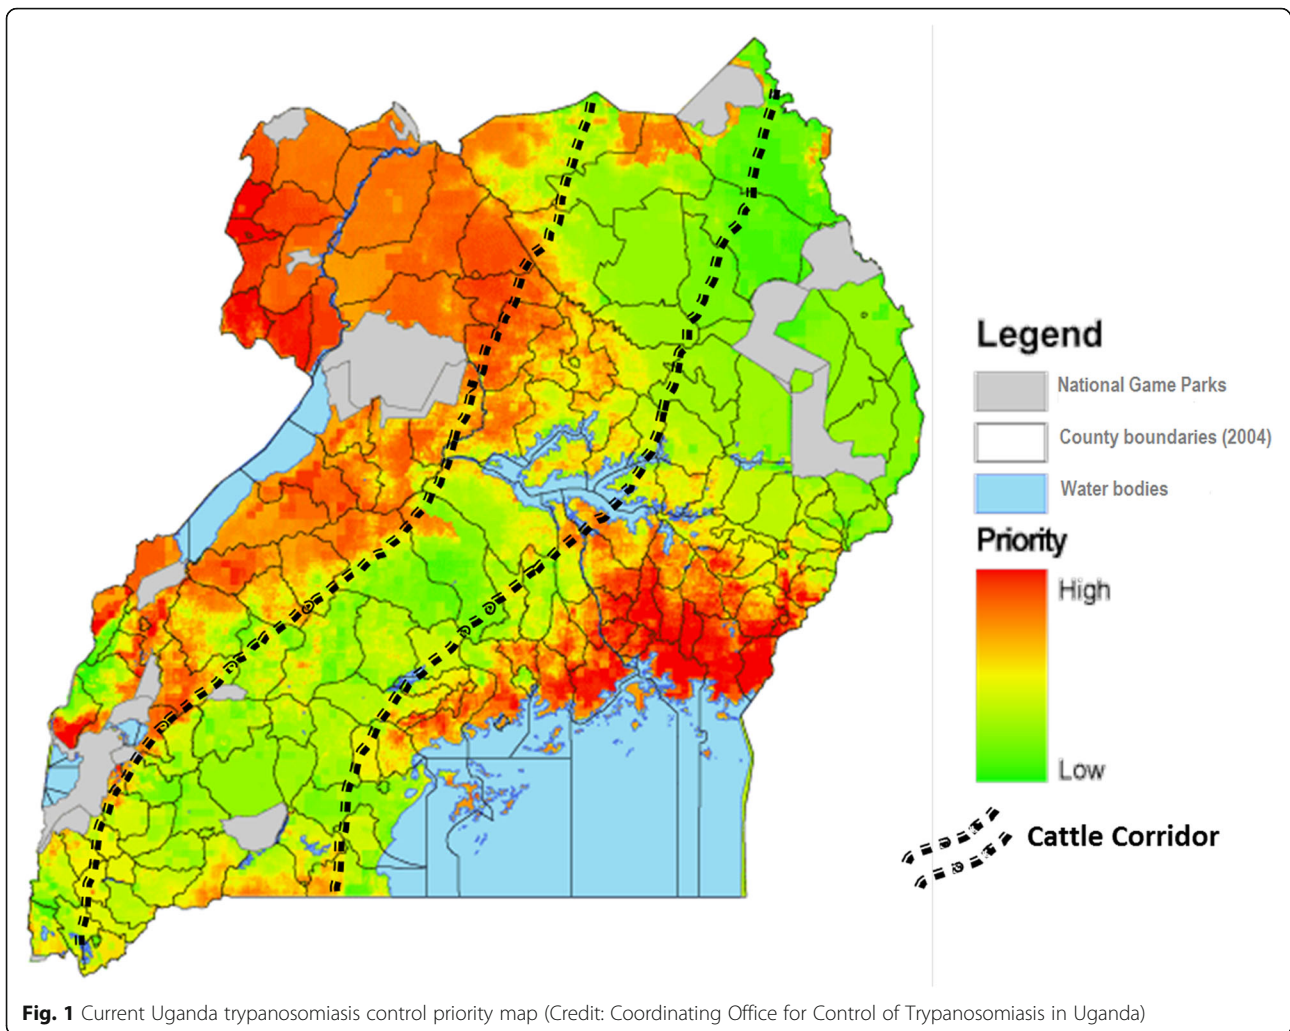 Legend
National Game Parks
County boundaries (2004)
Water bodies
Priority
High
Low
Cattle Corridor
Fig. 1 Current Uganda trypanosomiasis control priority map (Credit: Coordinating Office for Control of Trypanosomiasis in Uganda)